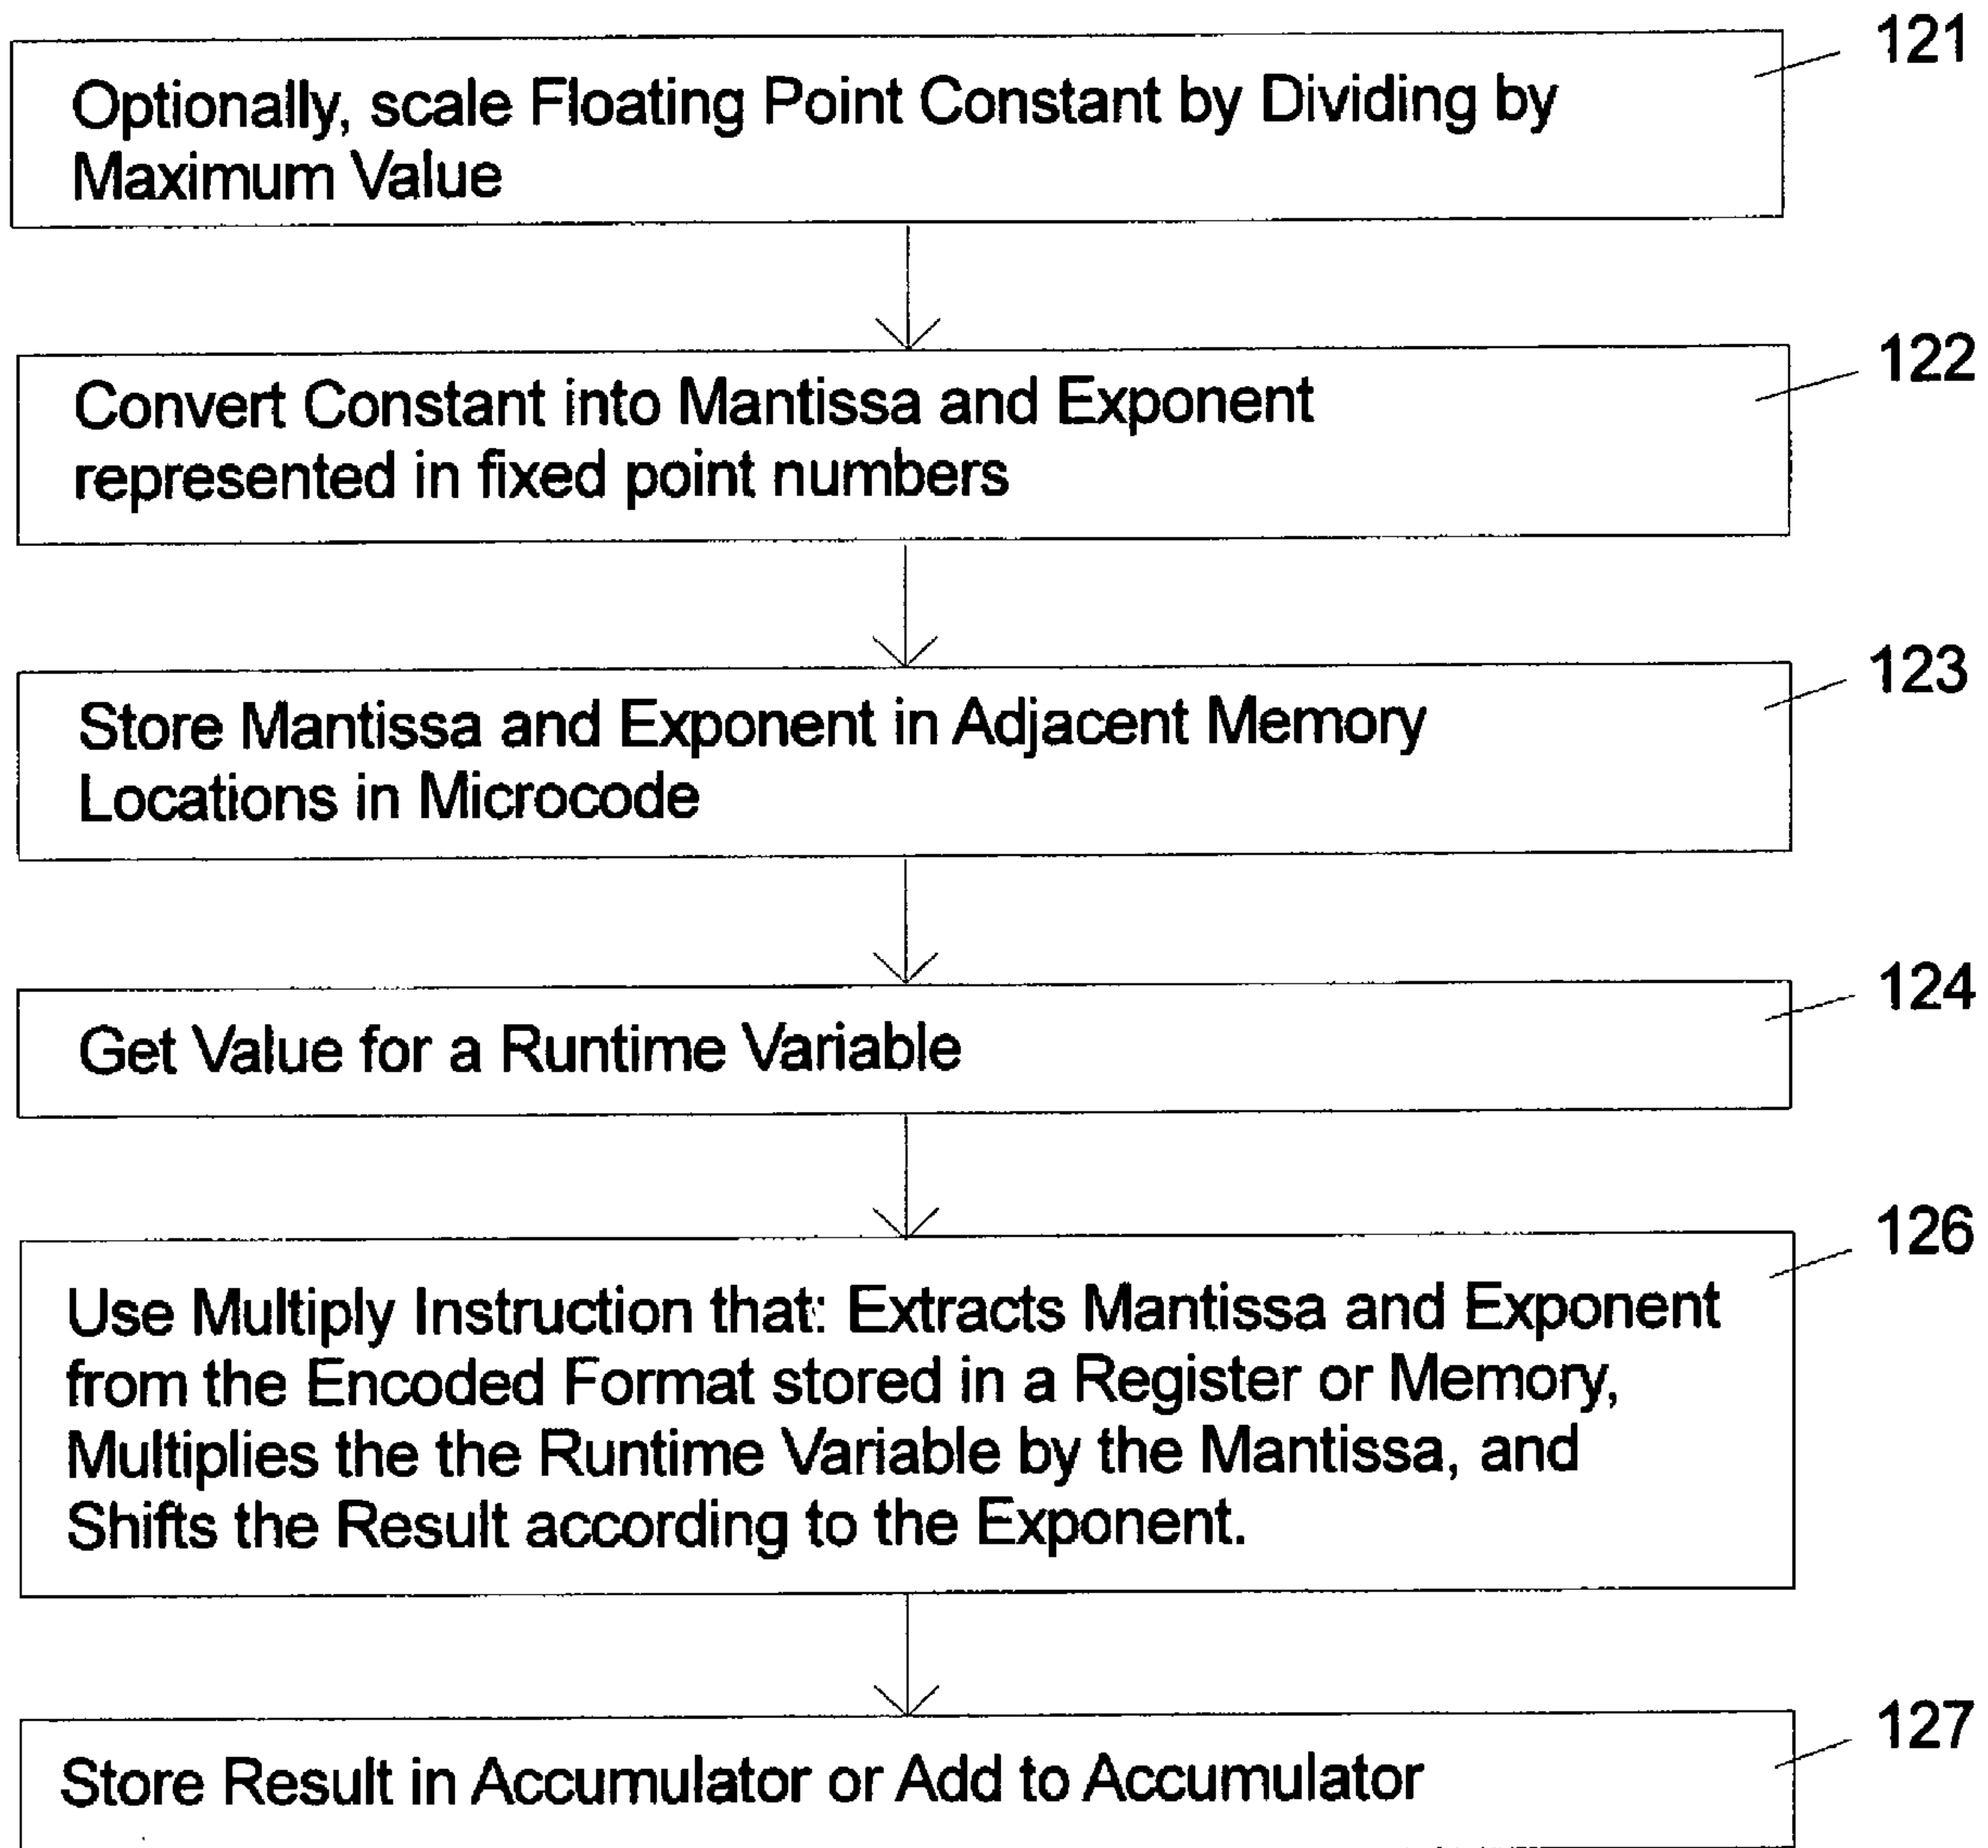 121
Optionally, scale Floating Point Constant by Dividing by
Maximum Value
122
Convert Constant into Mantissa and Exponent
represented in fixed point numbers
123
Store Mantissa and Exponent in Adjacent Memory
Locations in Microcode
124
Get Value for a Runtime Variable
126
Use Multiply Instruction that: Extracts Mantissa and Exponent
from the Encoded Format stored in a Register or Memory,
Multiplies the the Runtime Variable by the Mantissa, and
Shifts the Result according to the Exponent.
127
Store Result in Accumulator or Add to Accumulator